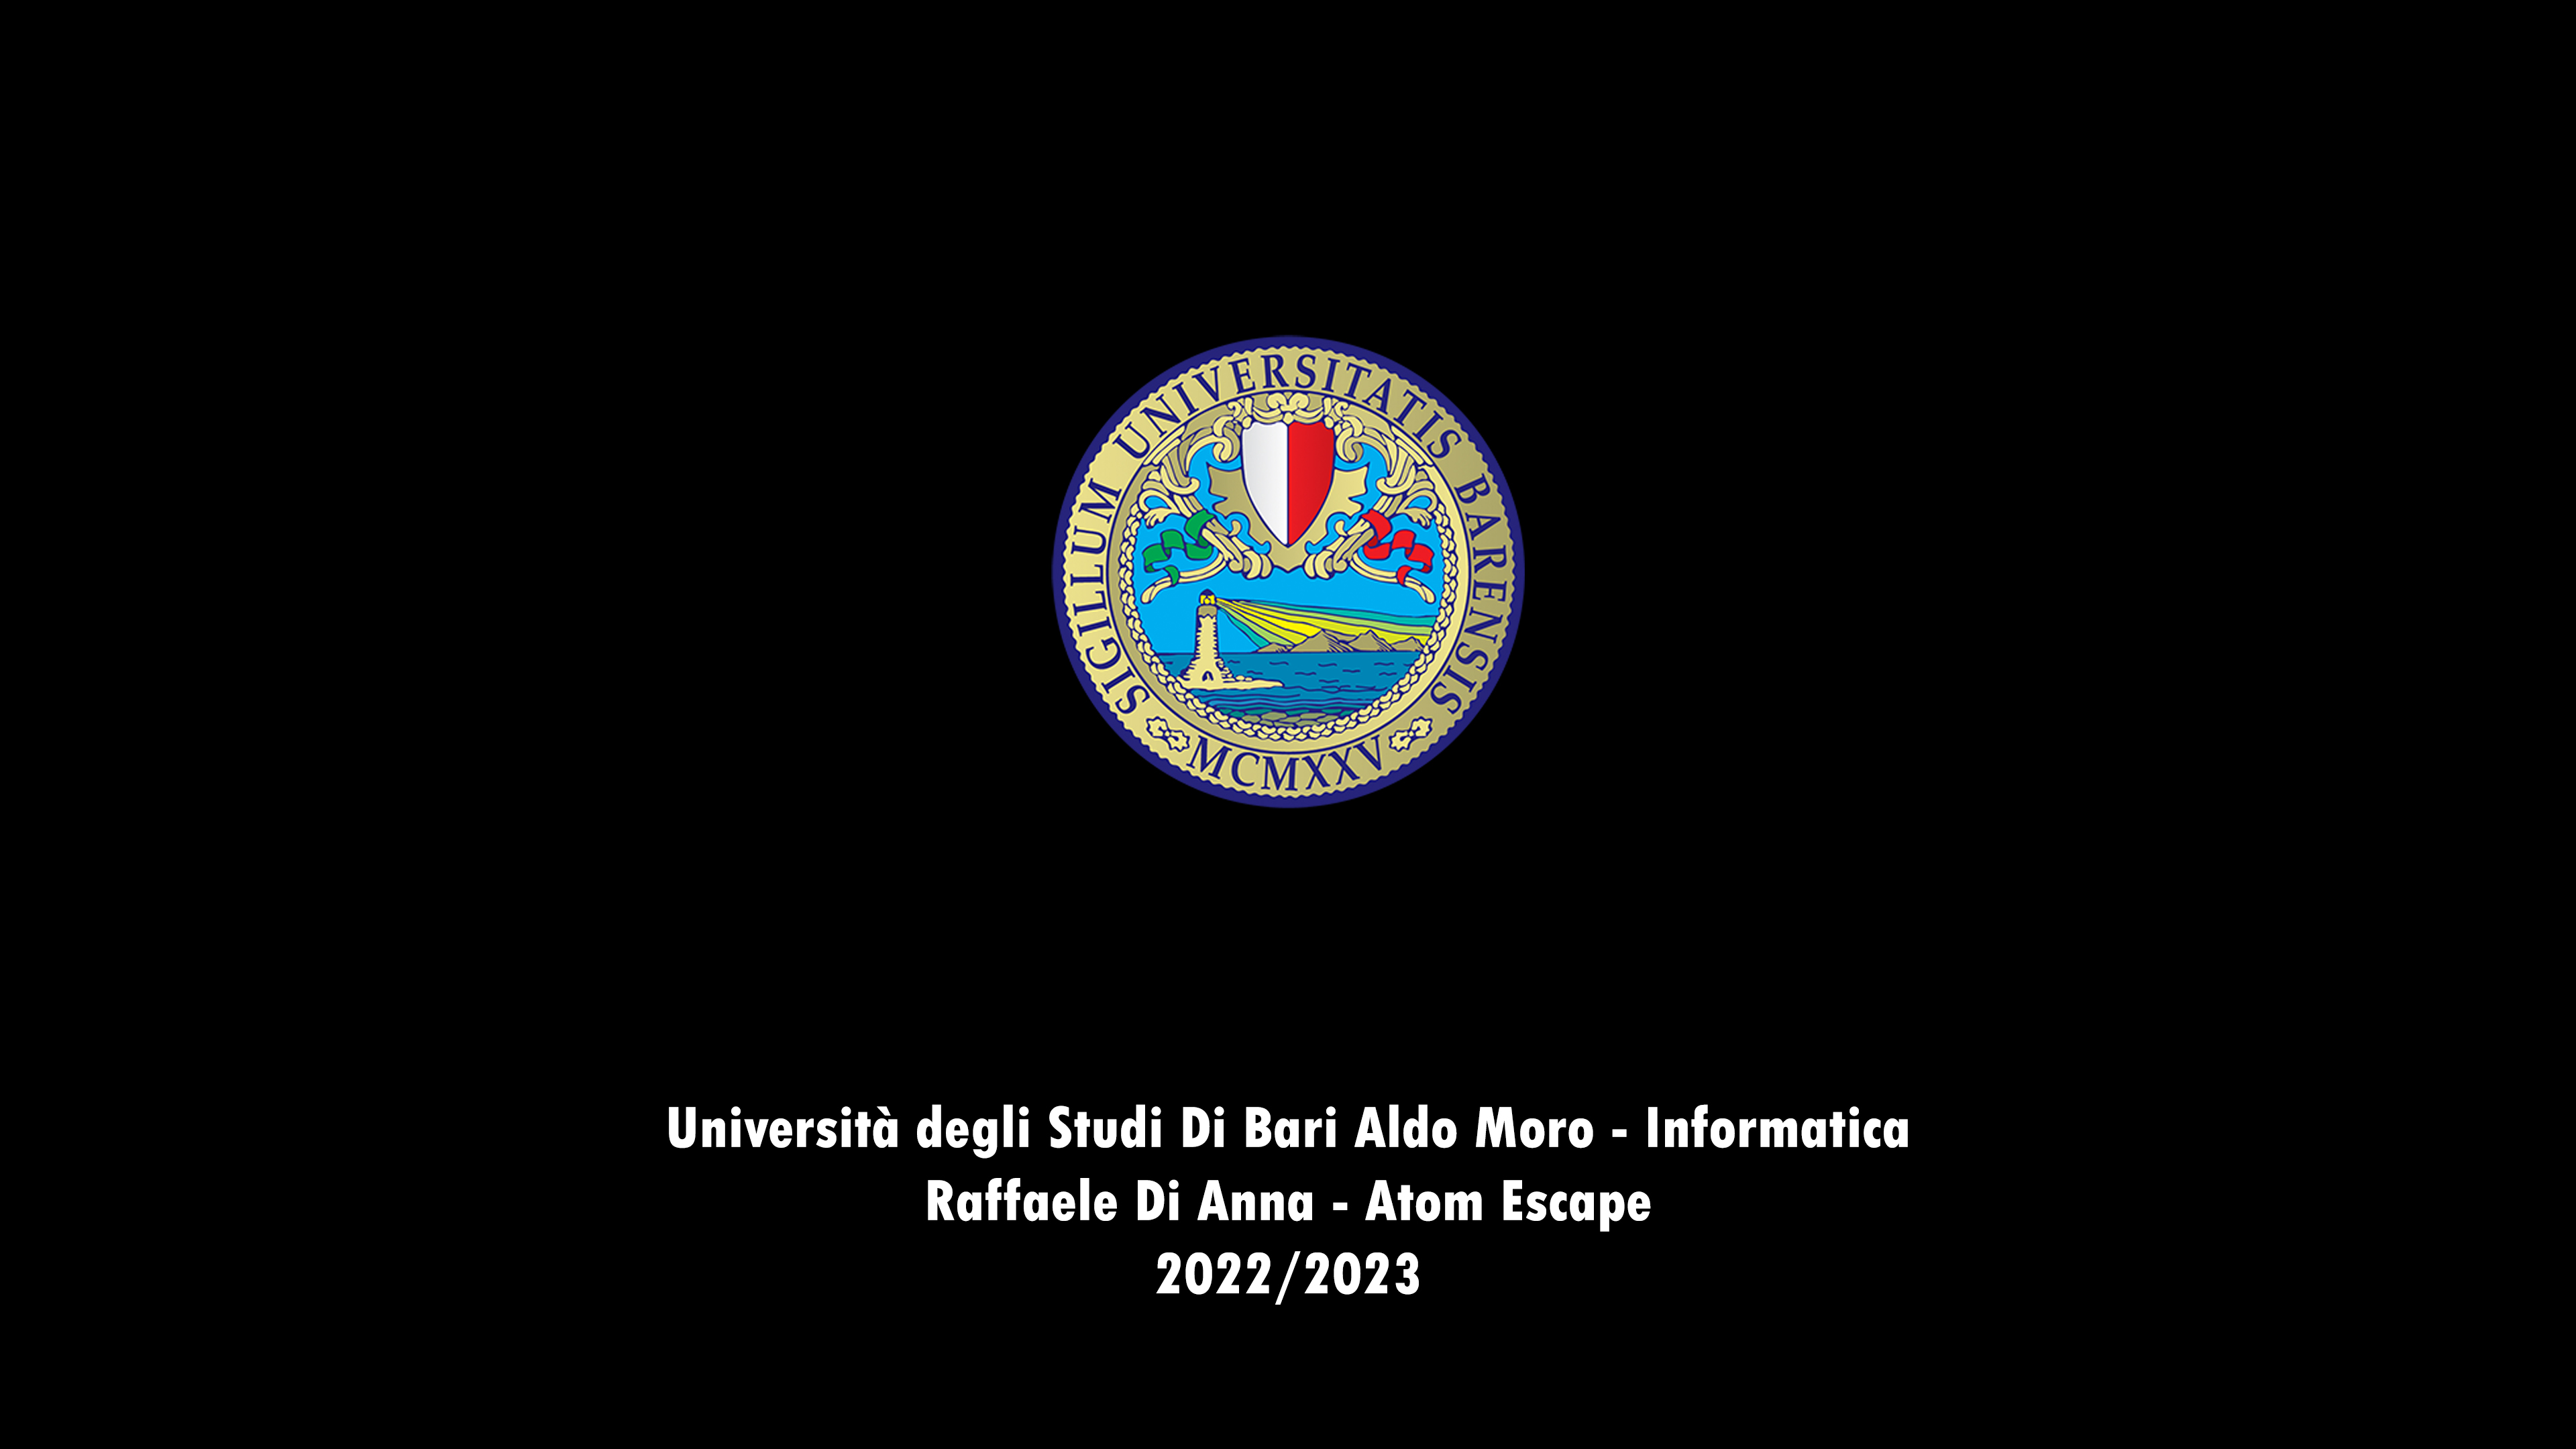 SIGILLUM UNIVERSITATIS BARENSIS
MCMXXV
Università degli Studi Di Bari Aldo Moro - Informatica
Raffaele Di Anna - Atom Escape
2022/2023